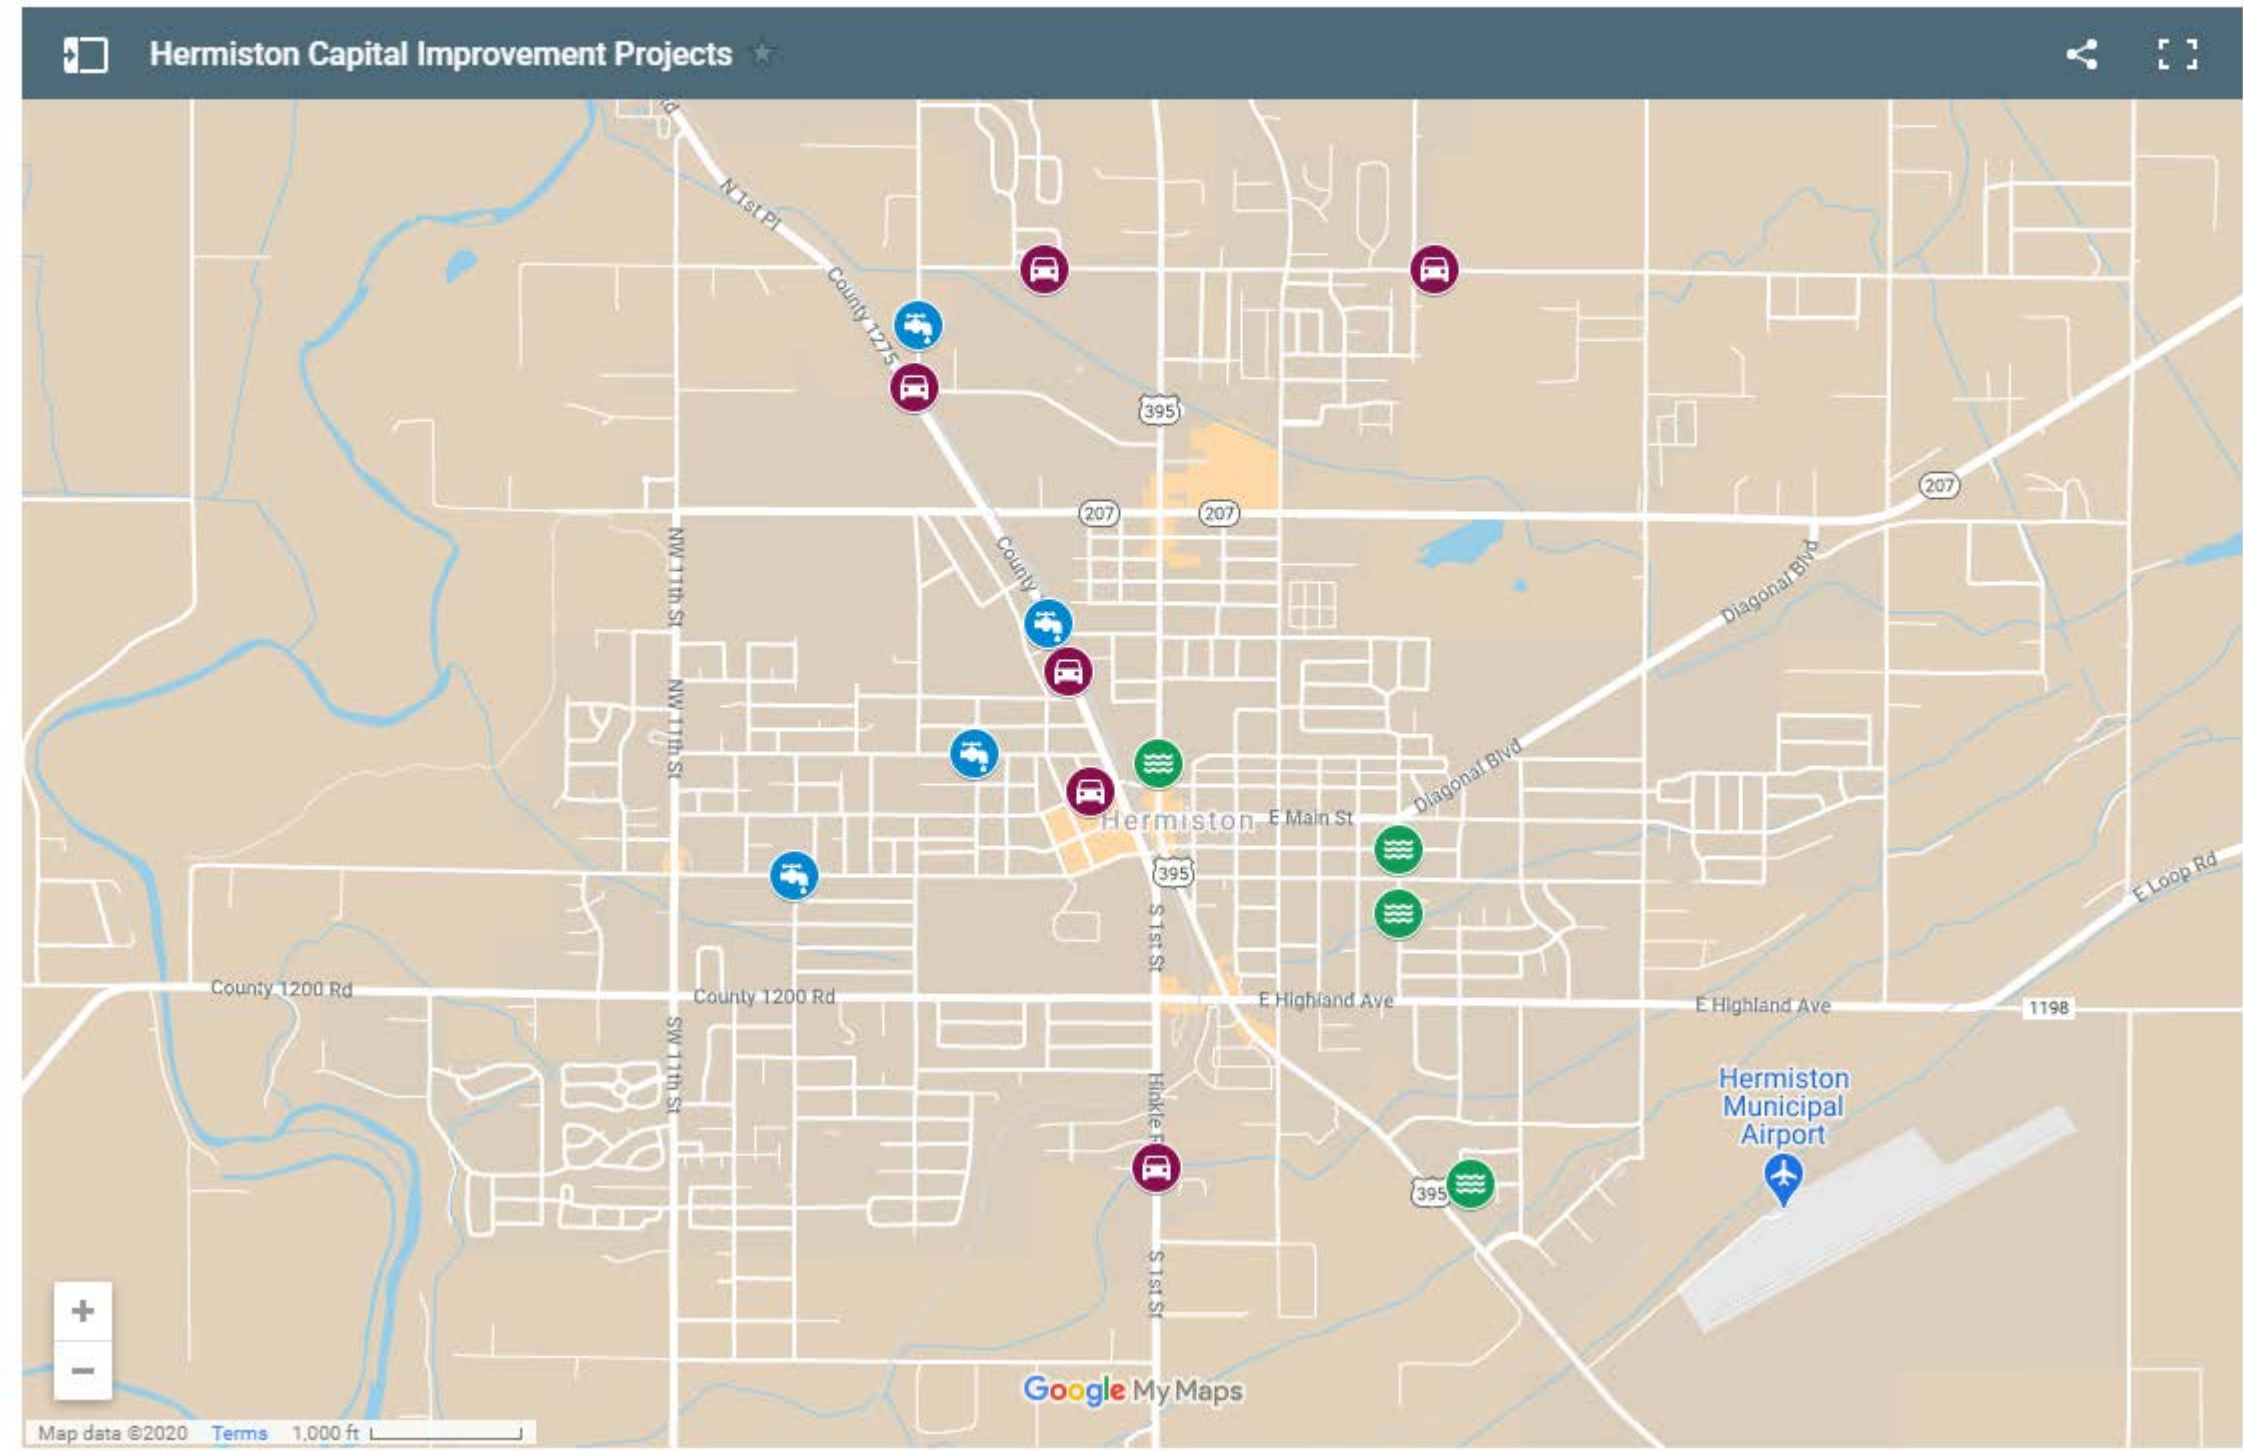 Hermiston Capital Improvement Projects
N 1st Pl
County 1275
395
207
207
207
NW 11th St
County
Diagonal Blvd
NW 11th St
Diagonal Blvd
Hermiston
E Main St
395
E Loop Rd
S 1st St
County 1200 Rd
County 1200 Rd
E Highland Ave
E Highland Ave
1198
SW 11th St
Hinkle
Hermiston
Municipal
Airport
395
S 1st St
+
−
Google My Maps
Map data ©2020 Terms 1,000 ft